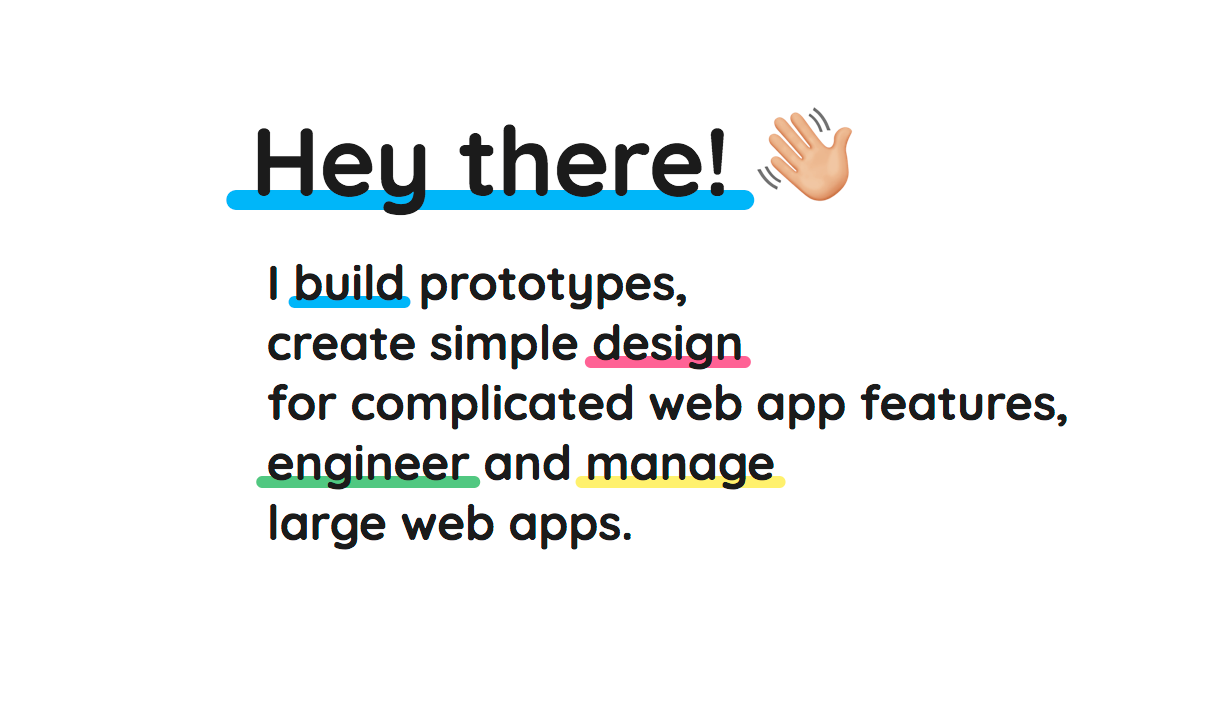 Hey there! 👋🏼
I build prototypes,
create simple design
for complicated web app features,
engineer and manage
large web apps.